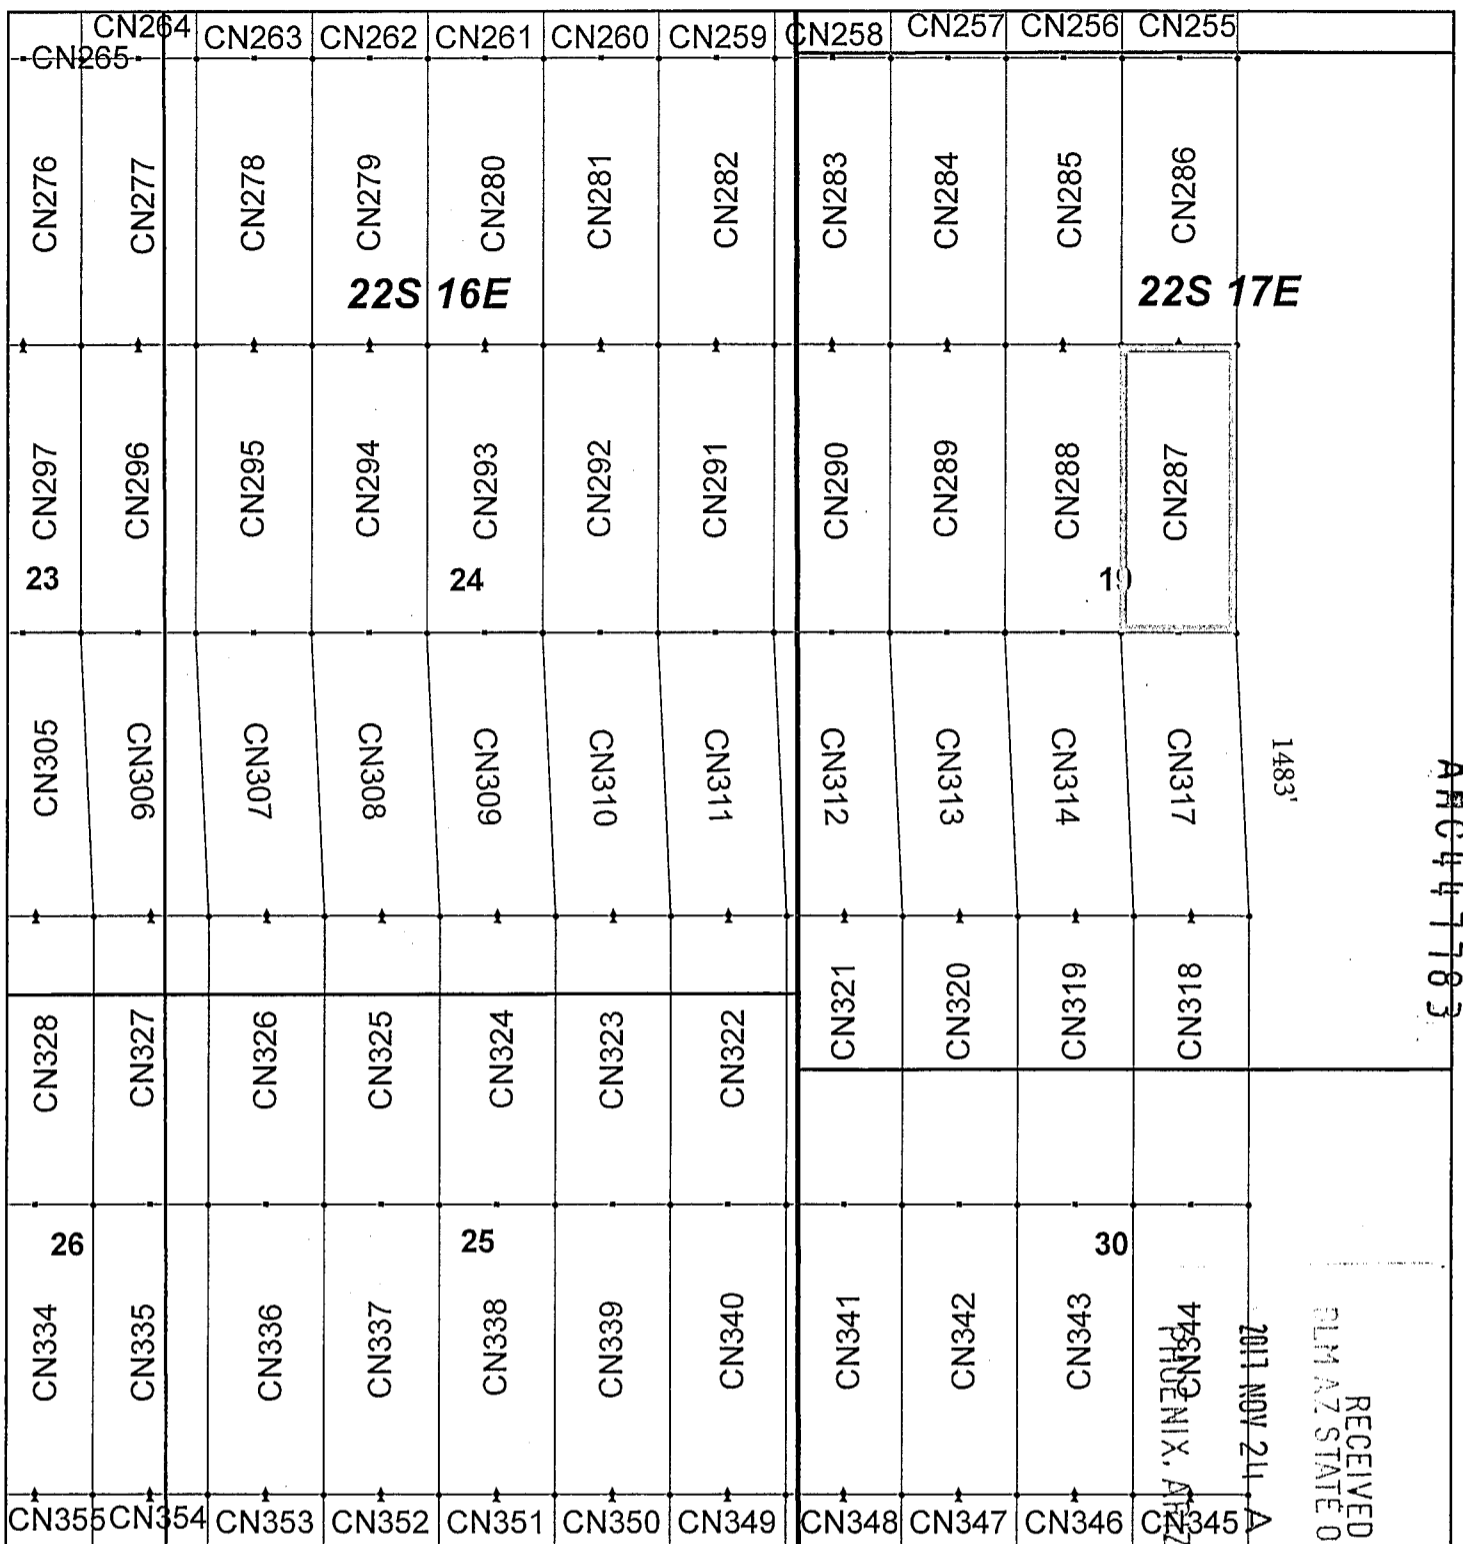 CN264 CN263 CN262 CN261 CN260 CN259 CN258 CN257 CN256 CN255
CN265
CN276 CN277 CN278 CN279 CN280 CN281 CN282 CN283 CN284 CN285 CN286
22S 16E 22S 17E
CN297 CN296 CN295 CN294 CN293 CN292 CN291 CN290 CN289 CN288 CN287
23 24 19
CN305 CN306 CN307 CN308 CN309 CN310 CN311 CN312 CN313 CN314 CN317
1483'
CN321 CN320 CN319 CN318
CN328 CN327 CN326 CN325 CN324 CN323 CN322
26 25 30
CN334 CN335 CN336 CN337 CN338 CN339 CN340 CN341 CN342 CN343 CN344
CN355 CN354 CN353 CN352 CN351 CN350 CN349 CN348 CN347 CN346 CN345
AMC447783
RECEIVED
BLM AZ STATE O
2017 NOV 24 A
PHOENIX, ARIZ